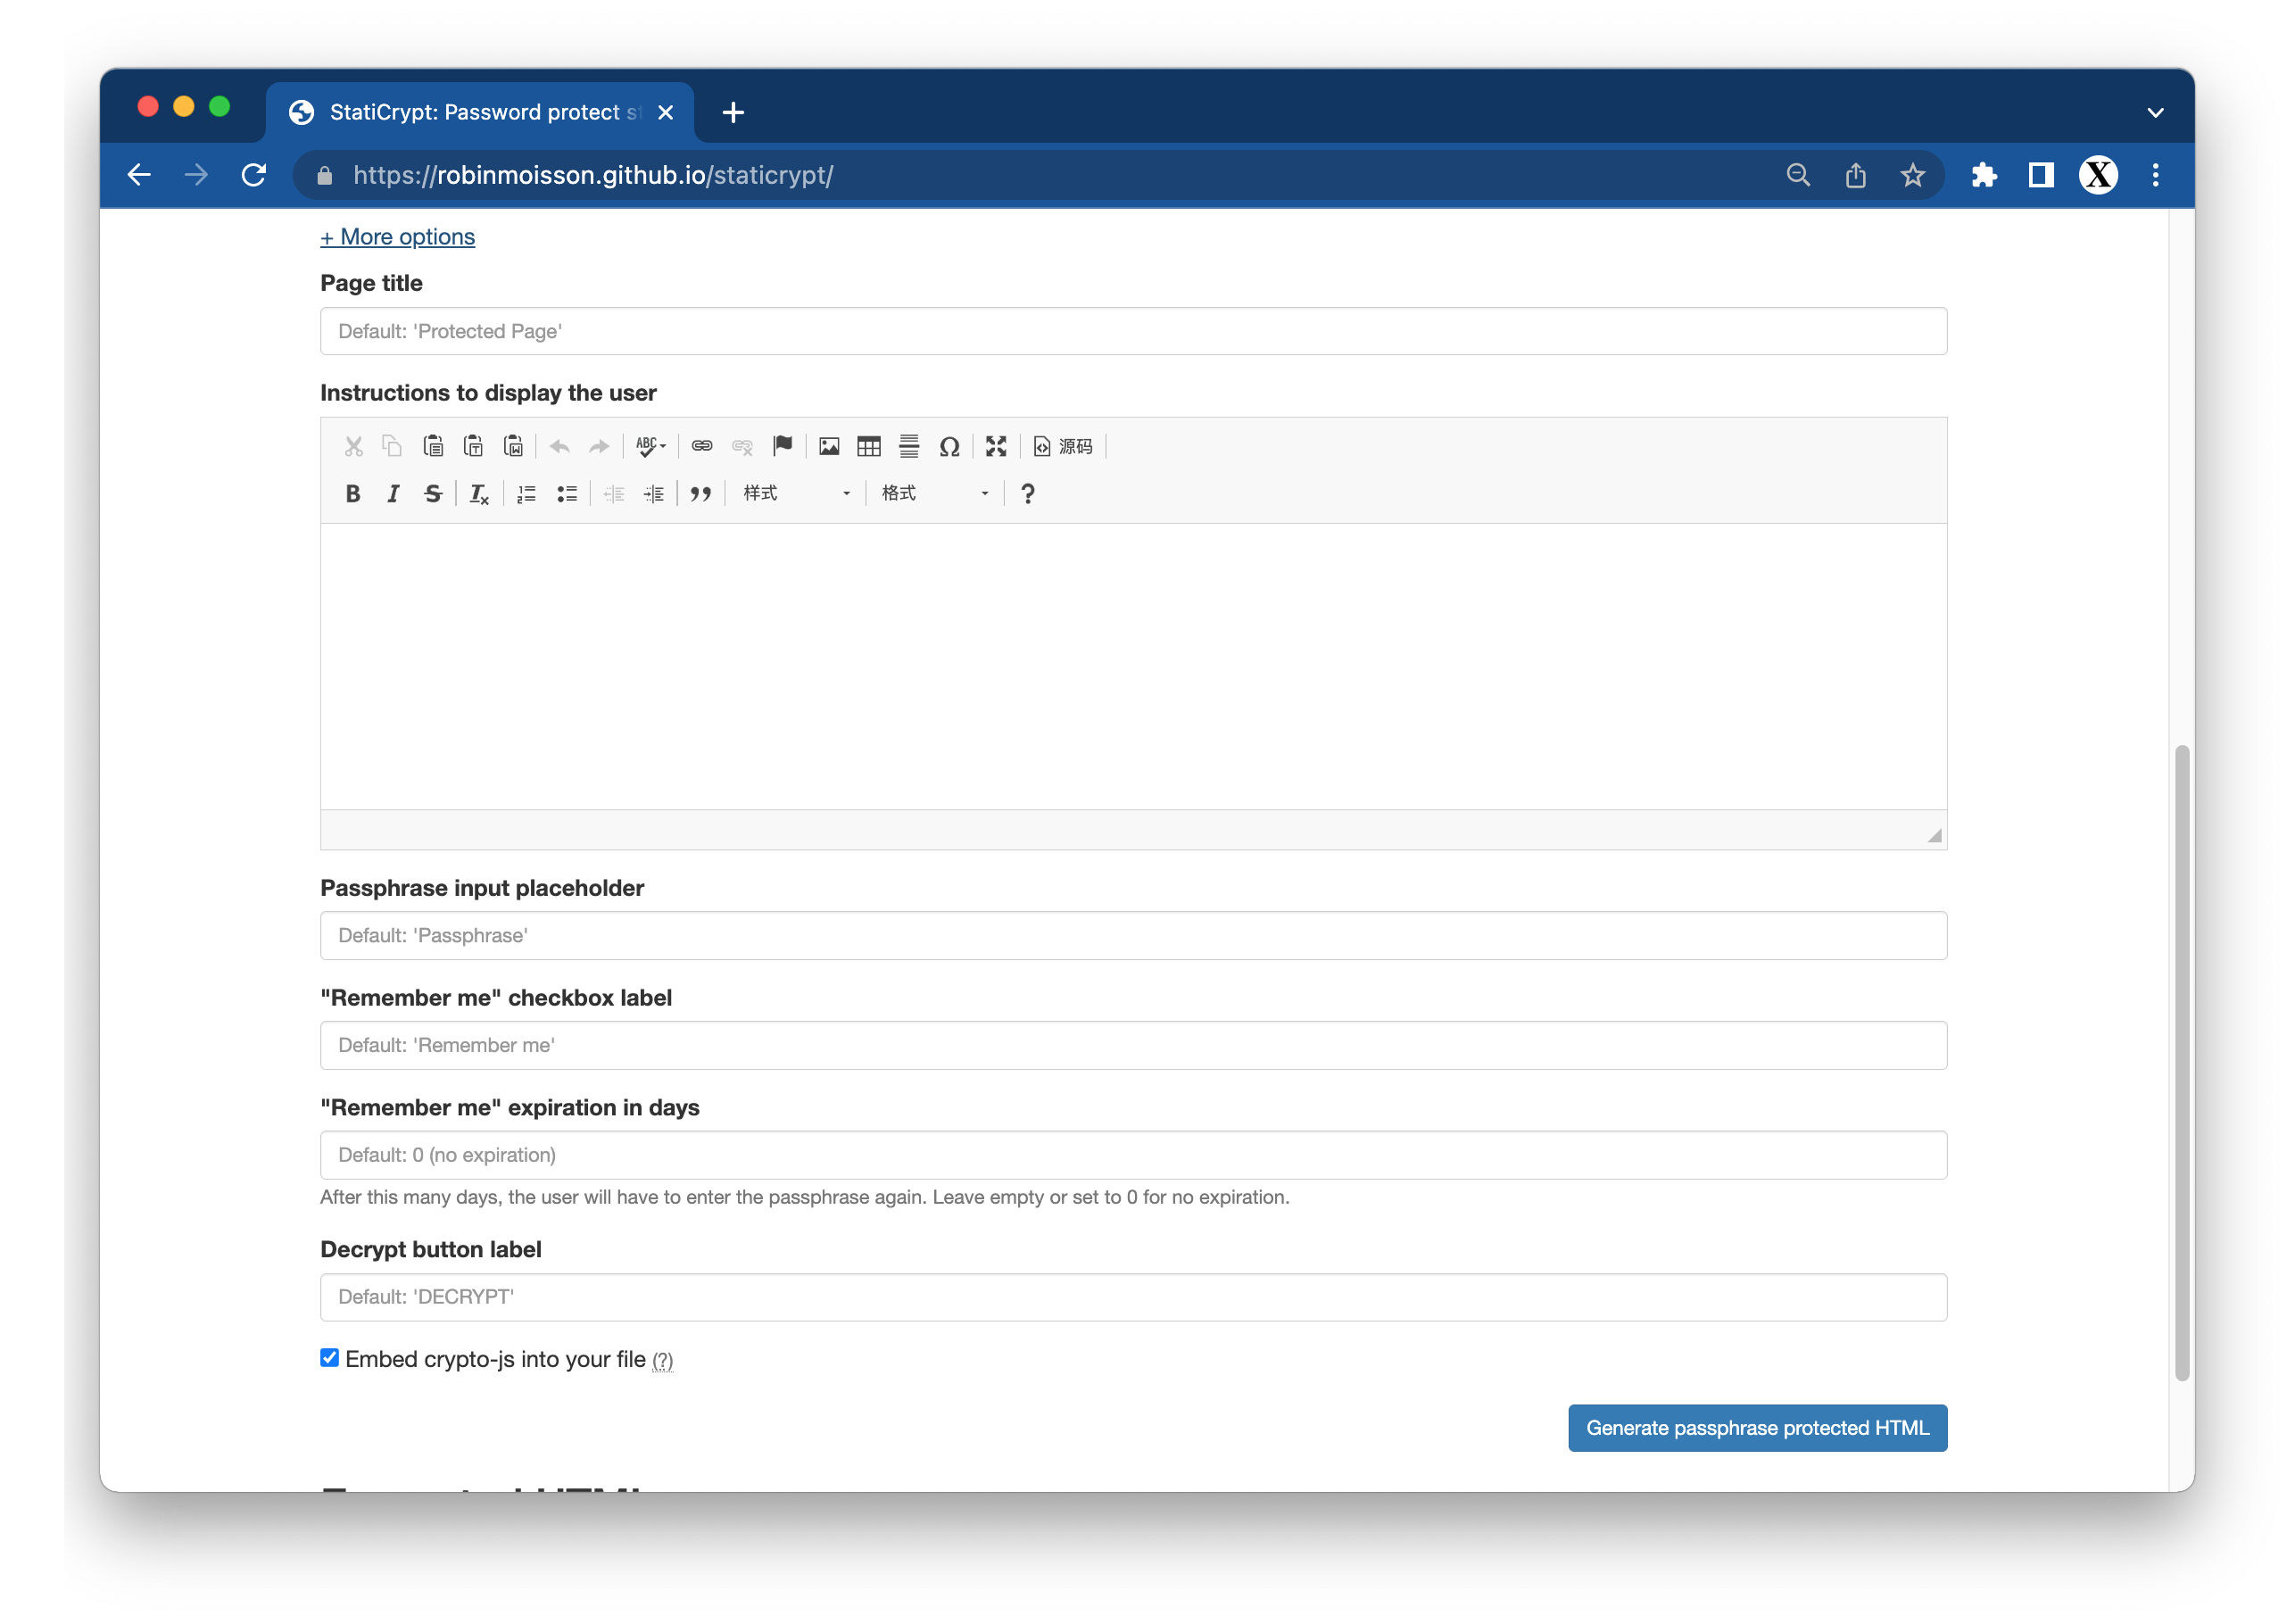 StatiCrypt: Password protect
https://robinmoisson.github.io/staticrypt/
+ More options
Page title
Default: 'Protected Page'
Instructions to display the user
ABC
源码
B I S
样式 格式 ?
Passphrase input placeholder
Default: 'Passphrase'
"Remember me" checkbox label
Default: 'Remember me'
"Remember me" expiration in days
Default: 0 (no expiration)
After this many days, the user will have to enter the passphrase again. Leave empty or set to 0 for no expiration.
Decrypt button label
Default: 'DECRYPT'
Embed crypto-js into your file (?)
Generate passphrase protected HTML